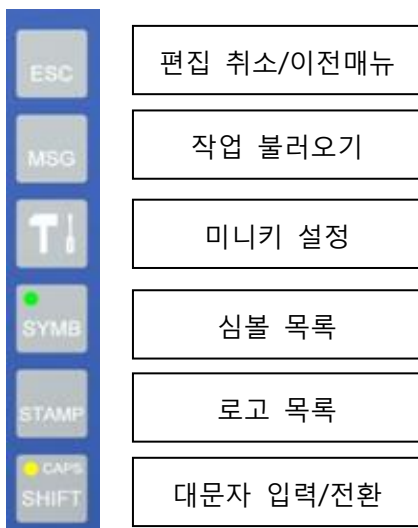 ESC
편집 취소/이전매뉴
MSG
작업 불러오기
미니키 설정
SYMB
심볼 목록
STAMP
로고 목록
CAPS
SHIFT
대문자 입력/전환